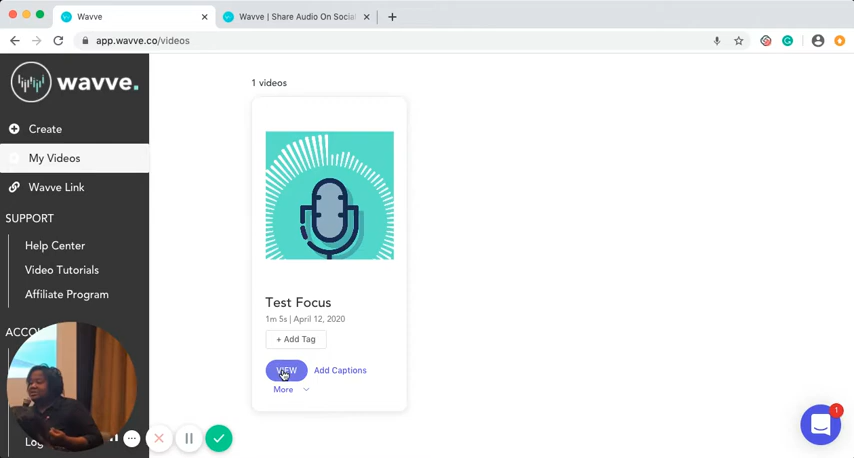 Wavve
Wavve | Share Audio On Social
app.wavve.co/videos
wavve.
Create
My Videos
Wavve Link
SUPPORT
Help Center
Video Tutorials
Affiliate Program
1 videos
Test Focus
1m 5s | April 12, 2020
+ Add Tag
VIEW
Add Captions
More
1